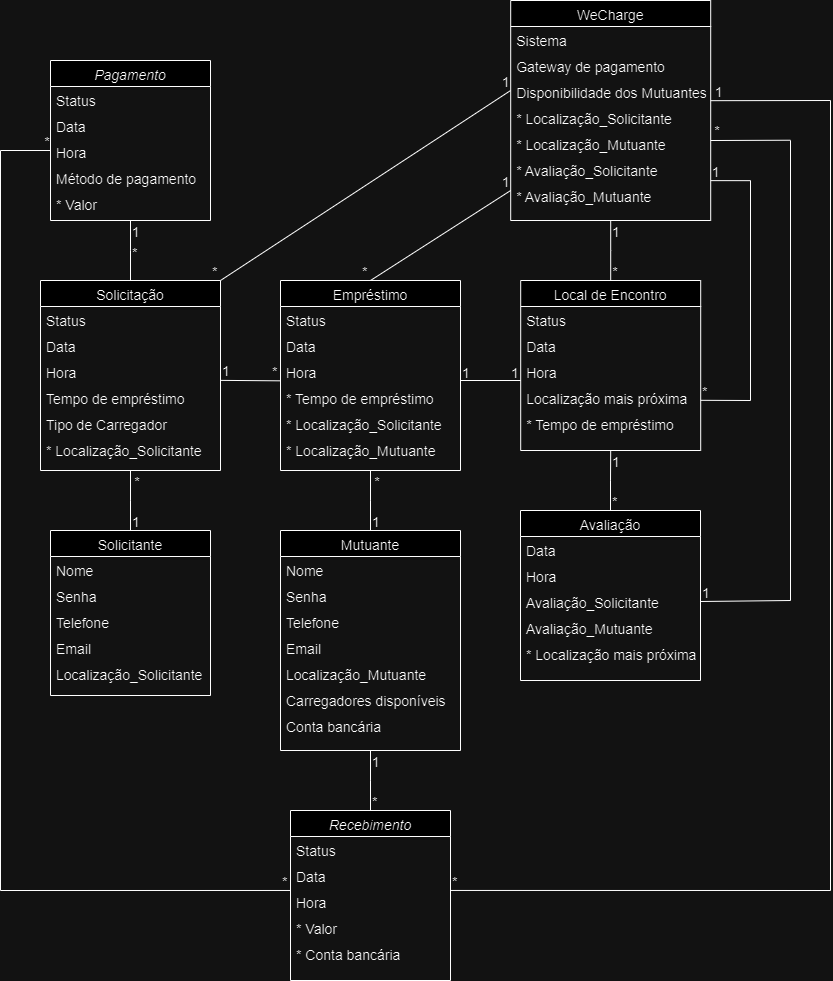 WeCharge
Sistema
Gateway de pagamento
Disponibilidade dos Mutuantes
* Localização_Solicitante
* Localização_Mutuante
* Avaliação_Solicitante
* Avaliação_Mutuante
1
1
1
*
1
1
*
Pagamento
Status
Data
Hora
Método de pagamento
* Valor
*
1
*
*
*
Solicitação
Status
Data
Hora
Tempo de empréstimo
Tipo de Carregador
* Localização_Solicitante
1
*
*
1
Empréstimo
Status
Data
Hora
* Tempo de empréstimo
* Localização_Solicitante
* Localização_Mutuante
1
1
*
1
Local de Encontro
Status
Data
Hora
Localização mais próxima
* Tempo de empréstimo
*
1
*
Solicitante
Nome
Senha
Telefone
Email
Localização_Solicitante
Mutuante
Nome
Senha
Telefone
Email
Localização_Mutuante
Carregadores disponíveis
Conta bancária
1
*
Avaliação
Data
Hora
Avaliação_Solicitante
Avaliação_Mutuante
* Localização mais próxima
1
Recebimento
Status
Data
Hora
* Valor
* Conta bancária
*
*